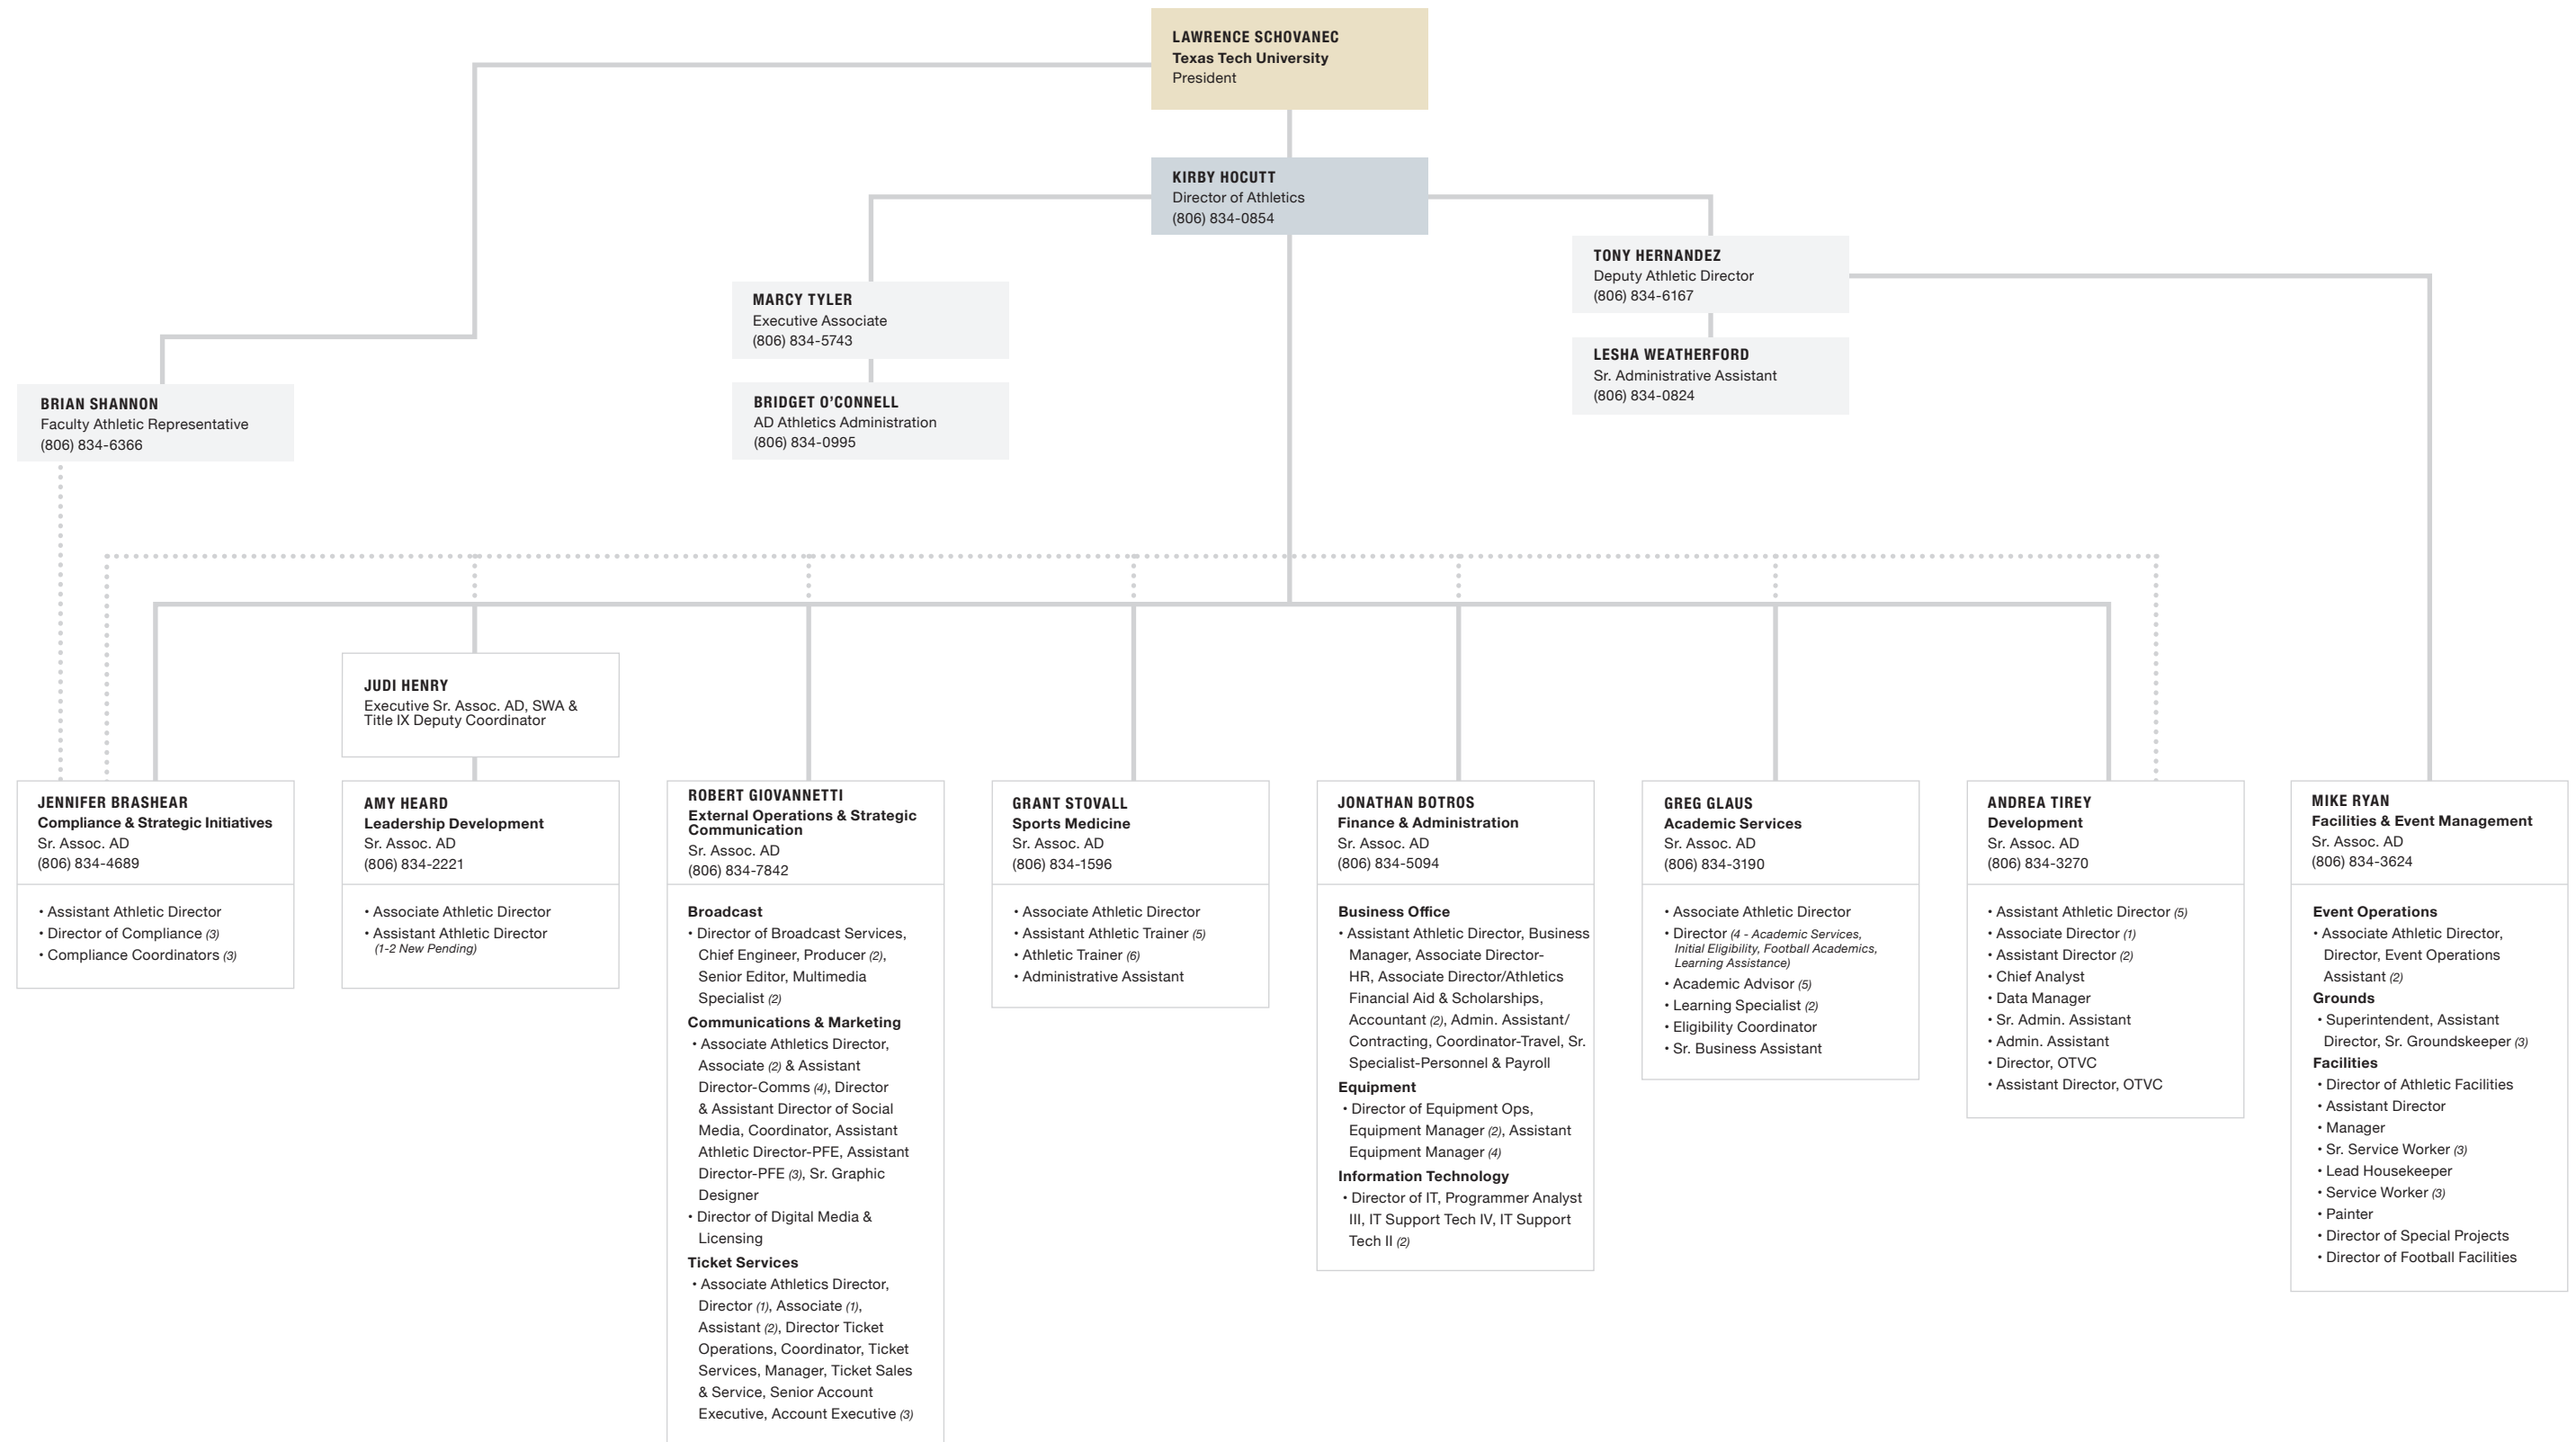 LAWRENCE SCHOVANEC
Texas Tech University
President
KIRBY HOCUTT
Director of Athletics
(806) 834-0854
TONY HERNANDEZ
Deputy Athletic Director
(806) 834-6167
MARCY TYLER
Executive Associate
(806) 834-5743
LESHA WEATHERFORD
Sr. Administrative Assistant
(806) 834-0824
BRIAN SHANNON
Faculty Athletic Representative
(806) 834-6366
BRIDGET O’CONNELL
AD Athletics Administration
(806) 834-0995
JUDI HENRY
Executive Sr. Assoc. AD, SWA &
Title IX Deputy Coordinator
JENNIFER BRASHEAR
Compliance & Strategic Initiatives
Sr. Assoc. AD
(806) 834-4689
• Assistant Athletic Director
• Director of Compliance (3)
• Compliance Coordinators (3)
AMY HEARD
Leadership Development
Sr. Assoc. AD
(806) 834-2221
• Associate Athletic Director
• Assistant Athletic Director
(1-2 New Pending)
ROBERT GIOVANNETTI
External Operations & Strategic
Communication
Sr. Assoc. AD
(806) 834-7842
Broadcast
• Director of Broadcast Services,
Chief Engineer, Producer (2),
Senior Editor, Multimedia
Specialist (2)
Communications & Marketing
• Associate Athletics Director,
Associate (2) & Assistant
Director-Comms (4), Director
& Assistant Director of Social
Media, Coordinator, Assistant
Athletic Director-PFE, Assistant
Director-PFE (3), Sr. Graphic
Designer
• Director of Digital Media &
Licensing
Ticket Services
• Associate Athletics Director,
Director (1), Associate (1),
Assistant (2), Director Ticket
Operations, Coordinator, Ticket
Services, Manager, Ticket Sales
& Service, Senior Account
Executive, Account Executive (3)
GRANT STOVALL
Sports Medicine
Sr. Assoc. AD
(806) 834-1596
• Associate Athletic Director
• Assistant Athletic Trainer (5)
• Athletic Trainer (6)
• Administrative Assistant
JONATHAN BOTROS
Finance & Administration
Sr. Assoc. AD
(806) 834-5094
Business Office
• Assistant Athletic Director, Business
Manager, Associate Director-
HR, Associate Director/Athletics
Financial Aid & Scholarships,
Accountant (2), Admin. Assistant/
Contracting, Coordinator-Travel, Sr.
Specialist-Personnel & Payroll
Equipment
• Director of Equipment Ops,
Equipment Manager (2), Assistant
Equipment Manager (4)
Information Technology
• Director of IT, Programmer Analyst
III, IT Support Tech IV, IT Support
Tech II (2)
GREG GLAUS
Academic Services
Sr. Assoc. AD
(806) 834-3190
• Associate Athletic Director
• Director (4 - Academic Services,
Initial Eligibility, Football Academics,
Learning Assistance)
• Academic Advisor (5)
• Learning Specialist (2)
• Eligibility Coordinator
• Sr. Business Assistant
ANDREA TIREY
Development
Sr. Assoc. AD
(806) 834-3270
• Assistant Athletic Director (5)
• Associate Director (1)
• Assistant Director (2)
• Chief Analyst
• Data Manager
• Sr. Admin. Assistant
• Admin. Assistant
• Director, OTVC
• Assistant Director, OTVC
MIKE RYAN
Facilities & Event Management
Sr. Assoc. AD
(806) 834-3624
Event Operations
• Associate Athletic Director,
Director, Event Operations
Assistant (2)
Grounds
• Superintendent, Assistant
Director, Sr. Groundskeeper (3)
Facilities
• Director of Athletic Facilities
• Assistant Director
• Manager
• Sr. Service Worker (3)
• Lead Housekeeper
• Service Worker (3)
• Painter
• Director of Special Projects
• Director of Football Facilities